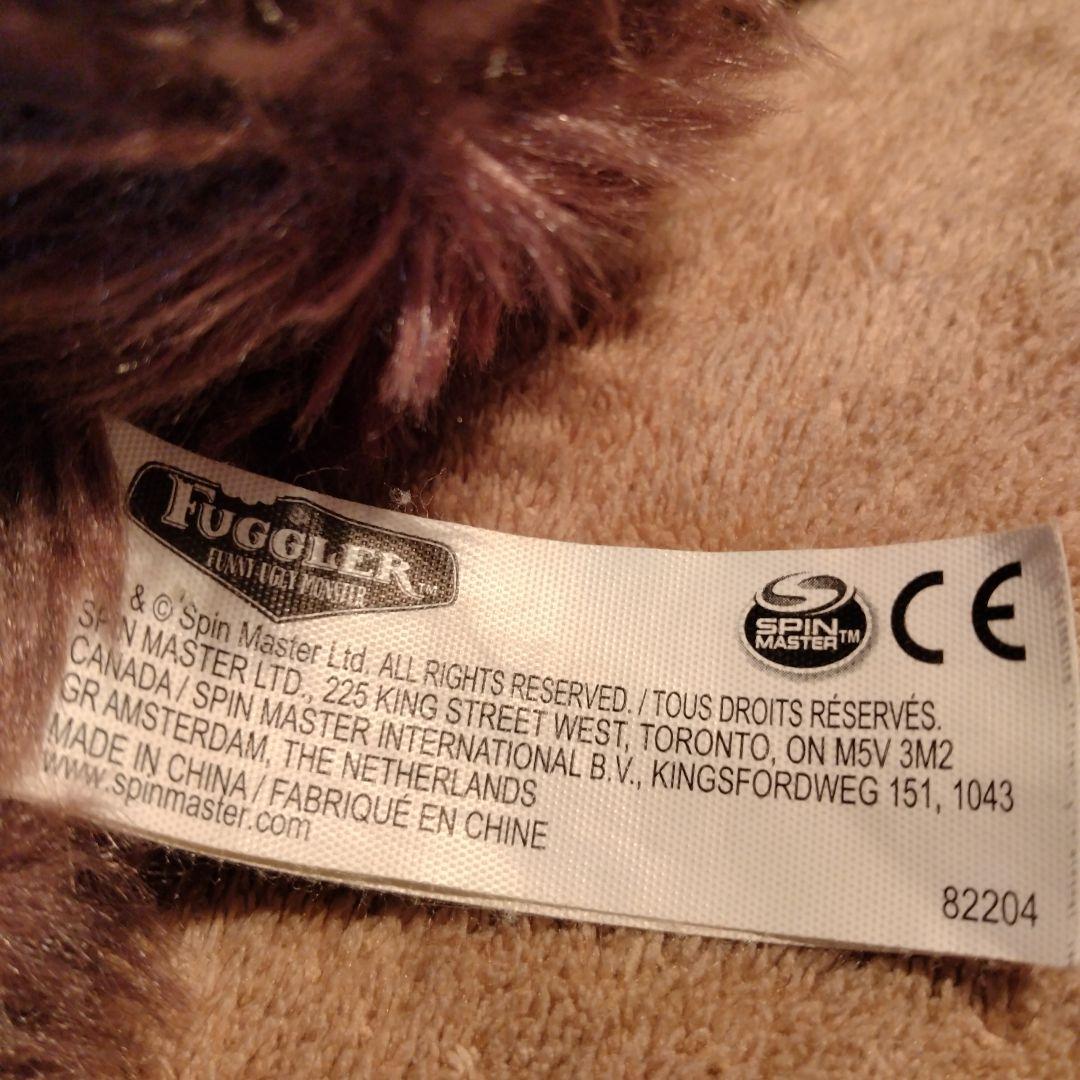 FUGGLER™
FUNNY UGLY MONSTER
SPIN
MASTER™
CE
& © Spin Master Ltd. ALL RIGHTS RESERVED. / TOUS DROITS RÉSERVÉS.
SPIN MASTER LTD., 225 KING STREET WEST, TORONTO, ON M5V 3M2
CANADA / SPIN MASTER INTERNATIONAL B.V., KINGSFORDWEG 151, 1043
GR AMSTERDAM, THE NETHERLANDS
MADE IN CHINA / FABRIQUÉ EN CHINE
www.spinmaster.com
82204